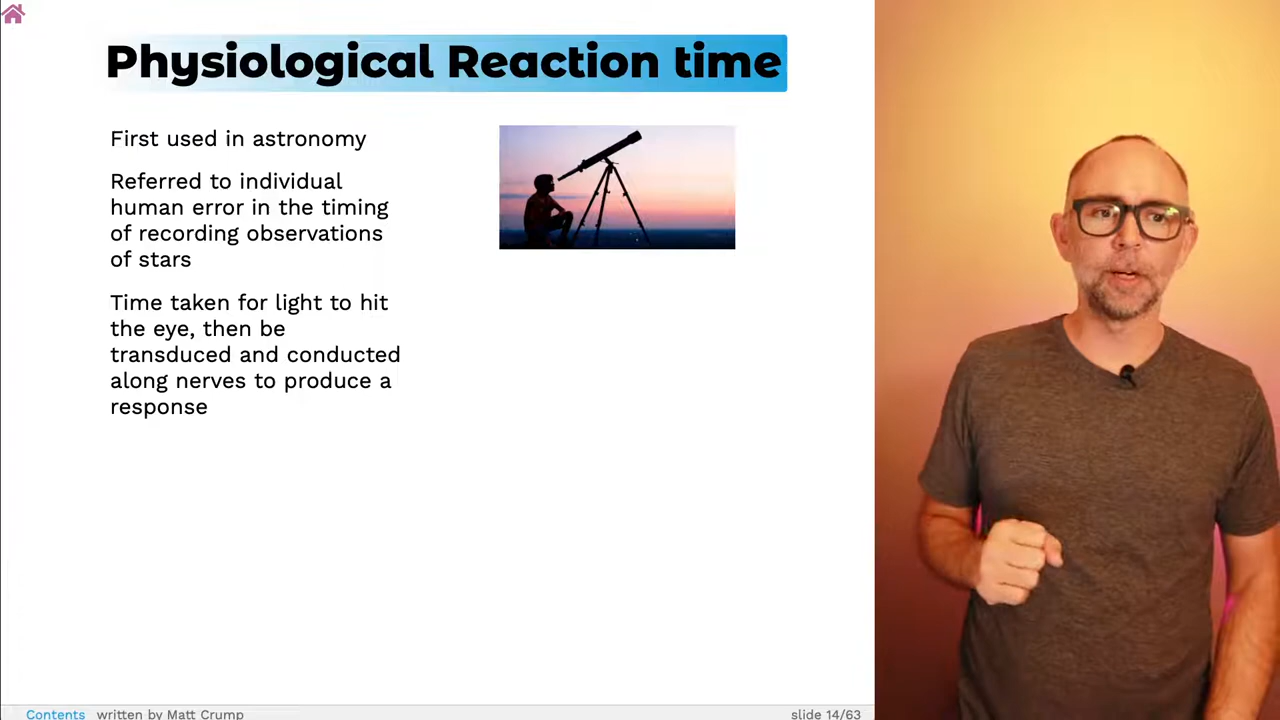 Physiological Reaction time
First used in astronomy
Referred to individual
human error in the timing
of recording observations
of stars
Time taken for light to hit
the eye, then be
transduced and conducted
along nerves to produce a
response
Contents written by Matt Crump
slide 14/63